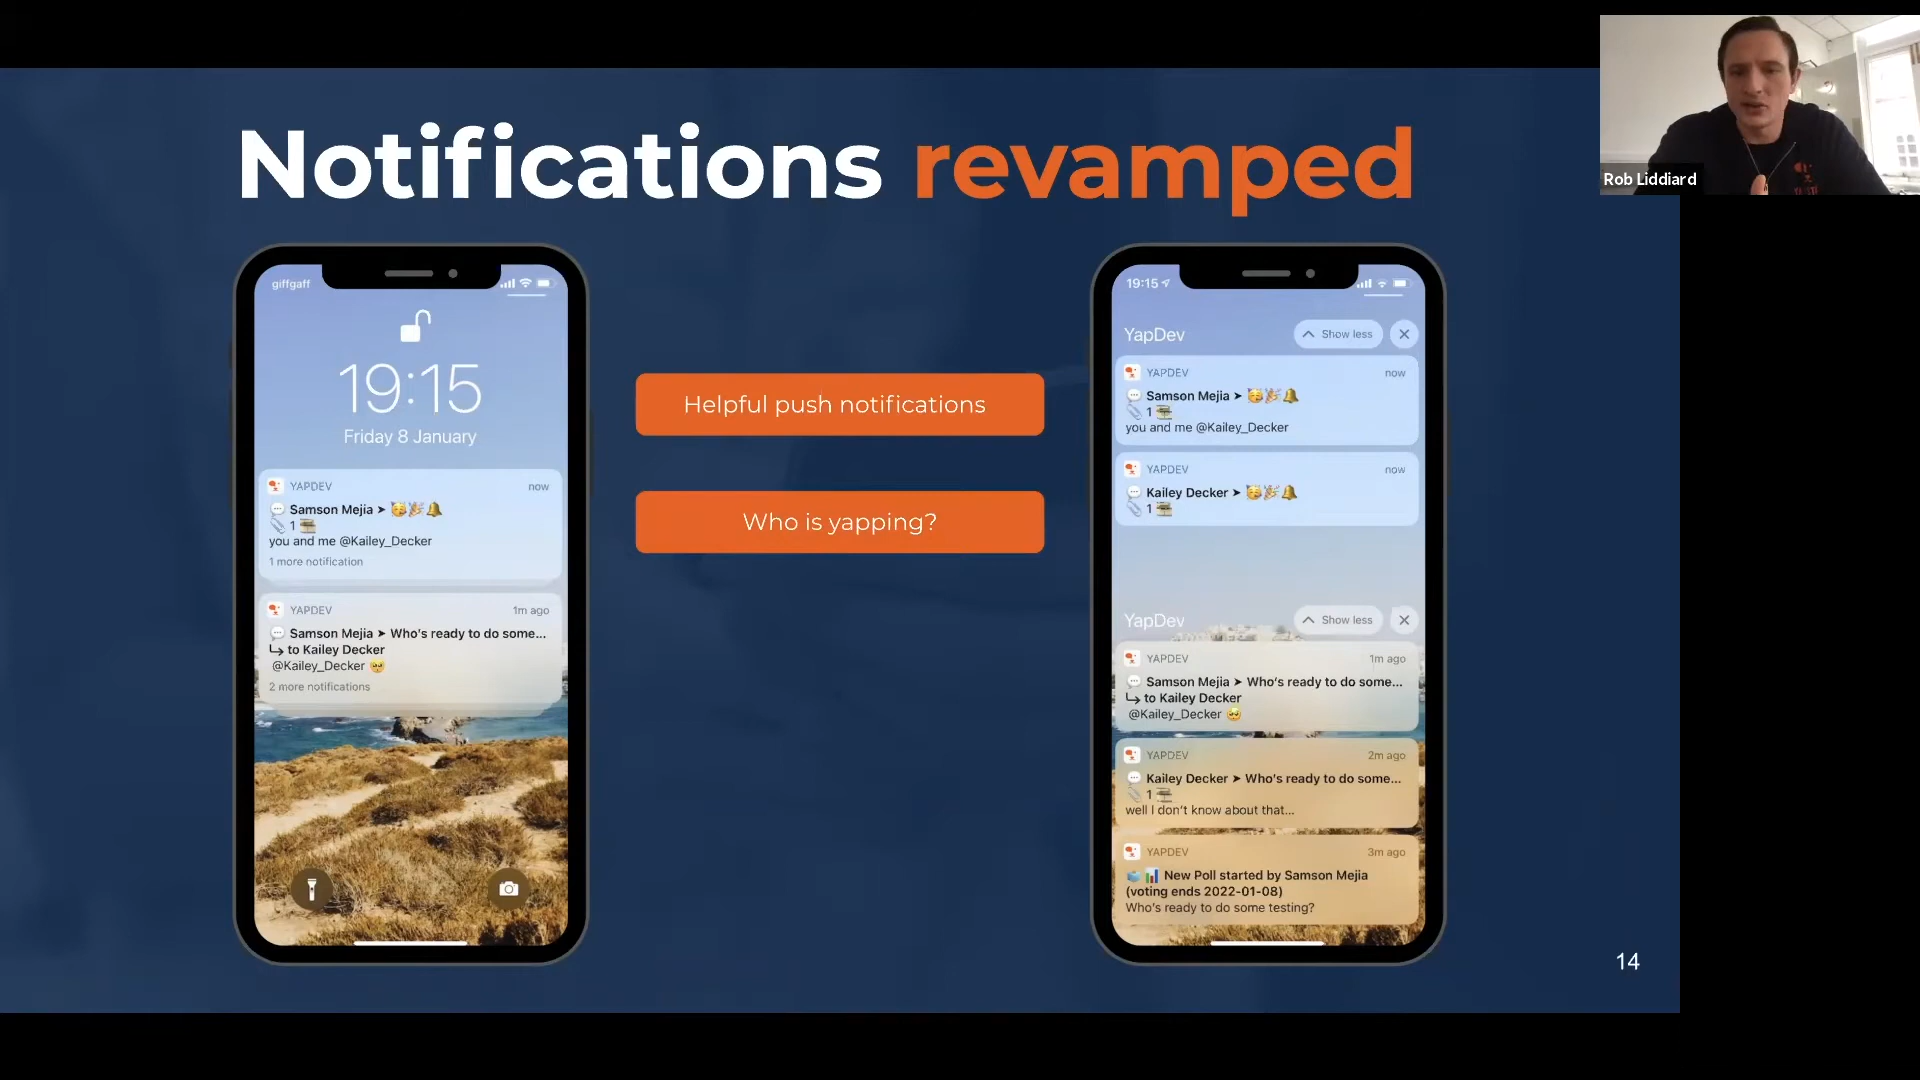 Notifications revamped
Rob Liddiard
giffgaff
19:15
Friday 8 January
YAPDEV now
Samson Mejia ➤ 🥳🎉🔔
📎 1
you and me @Kailey_Decker
1 more notification
YAPDEV 1m ago
Samson Mejia ➤ Who's ready to do some...
↪ to Kailey Decker
@Kailey_Decker 🥺
2 more notifications
Helpful push notifications
Who is yapping?
19:15
YapDev Show less
YAPDEV now
Samson Mejia ➤ 🥳🎉🔔
📎 1
you and me @Kailey_Decker
YAPDEV now
Kailey Decker ➤ 🥳🎉🔔
📎 1
YapDev Show less
YAPDEV 1m ago
Samson Mejia ➤ Who's ready to do some...
↪ to Kailey Decker
@Kailey_Decker 🥺
YAPDEV 2m ago
Kailey Decker ➤ Who's ready to do some...
📎 1
well I don't know about that...
YAPDEV 3m ago
New Poll started by Samson Mejia
(voting ends 2022-01-08)
Who's ready to do some testing?
14